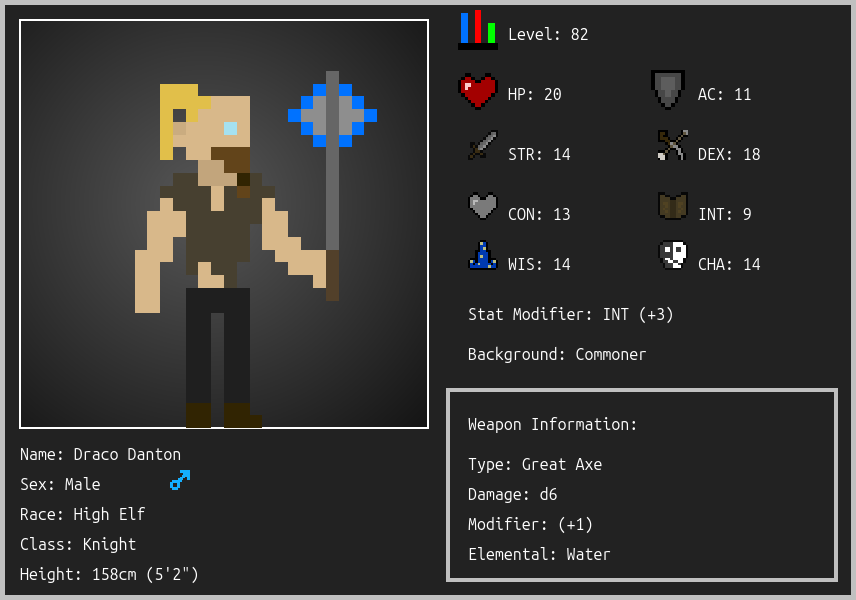 Level: 82
HP: 20
AC: 11
STR: 14
DEX: 18
CON: 13
INT: 9
WIS: 14
CHA: 14
Stat Modifier: INT (+3)
Background: Commoner
Weapon Information:
Type: Great Axe
Damage: d6
Modifier: (+1)
Elemental: Water
Name: Draco Danton
Sex: Male
Race: High Elf
Class: Knight
Height: 158cm (5'2")